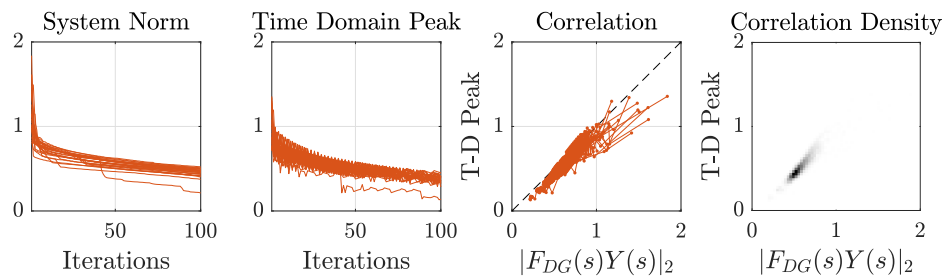 System Norm
2
1
0
50
100
Iterations
Time Domain Peak
2
1
0
50
100
Iterations
Correlation
T-D Peak
2
1
0
0
1
2
|F_{DG}(s)Y(s)|_2
Correlation Density
T-D Peak
2
1
0
0
1
2
|F_{DG}(s)Y(s)|_2